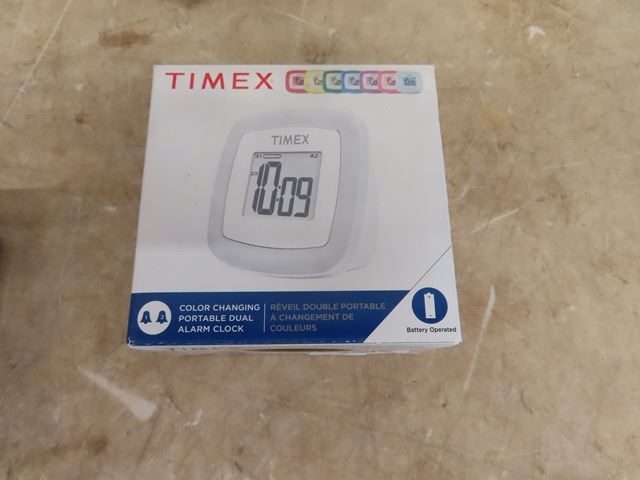 TIMEX
TIMEX
A1 A2
10:09
COLOR CHANGING
PORTABLE DUAL
ALARM CLOCK
RÉVEIL DOUBLE PORTABLE
À CHANGEMENT DE
COULEURS
Battery Operated